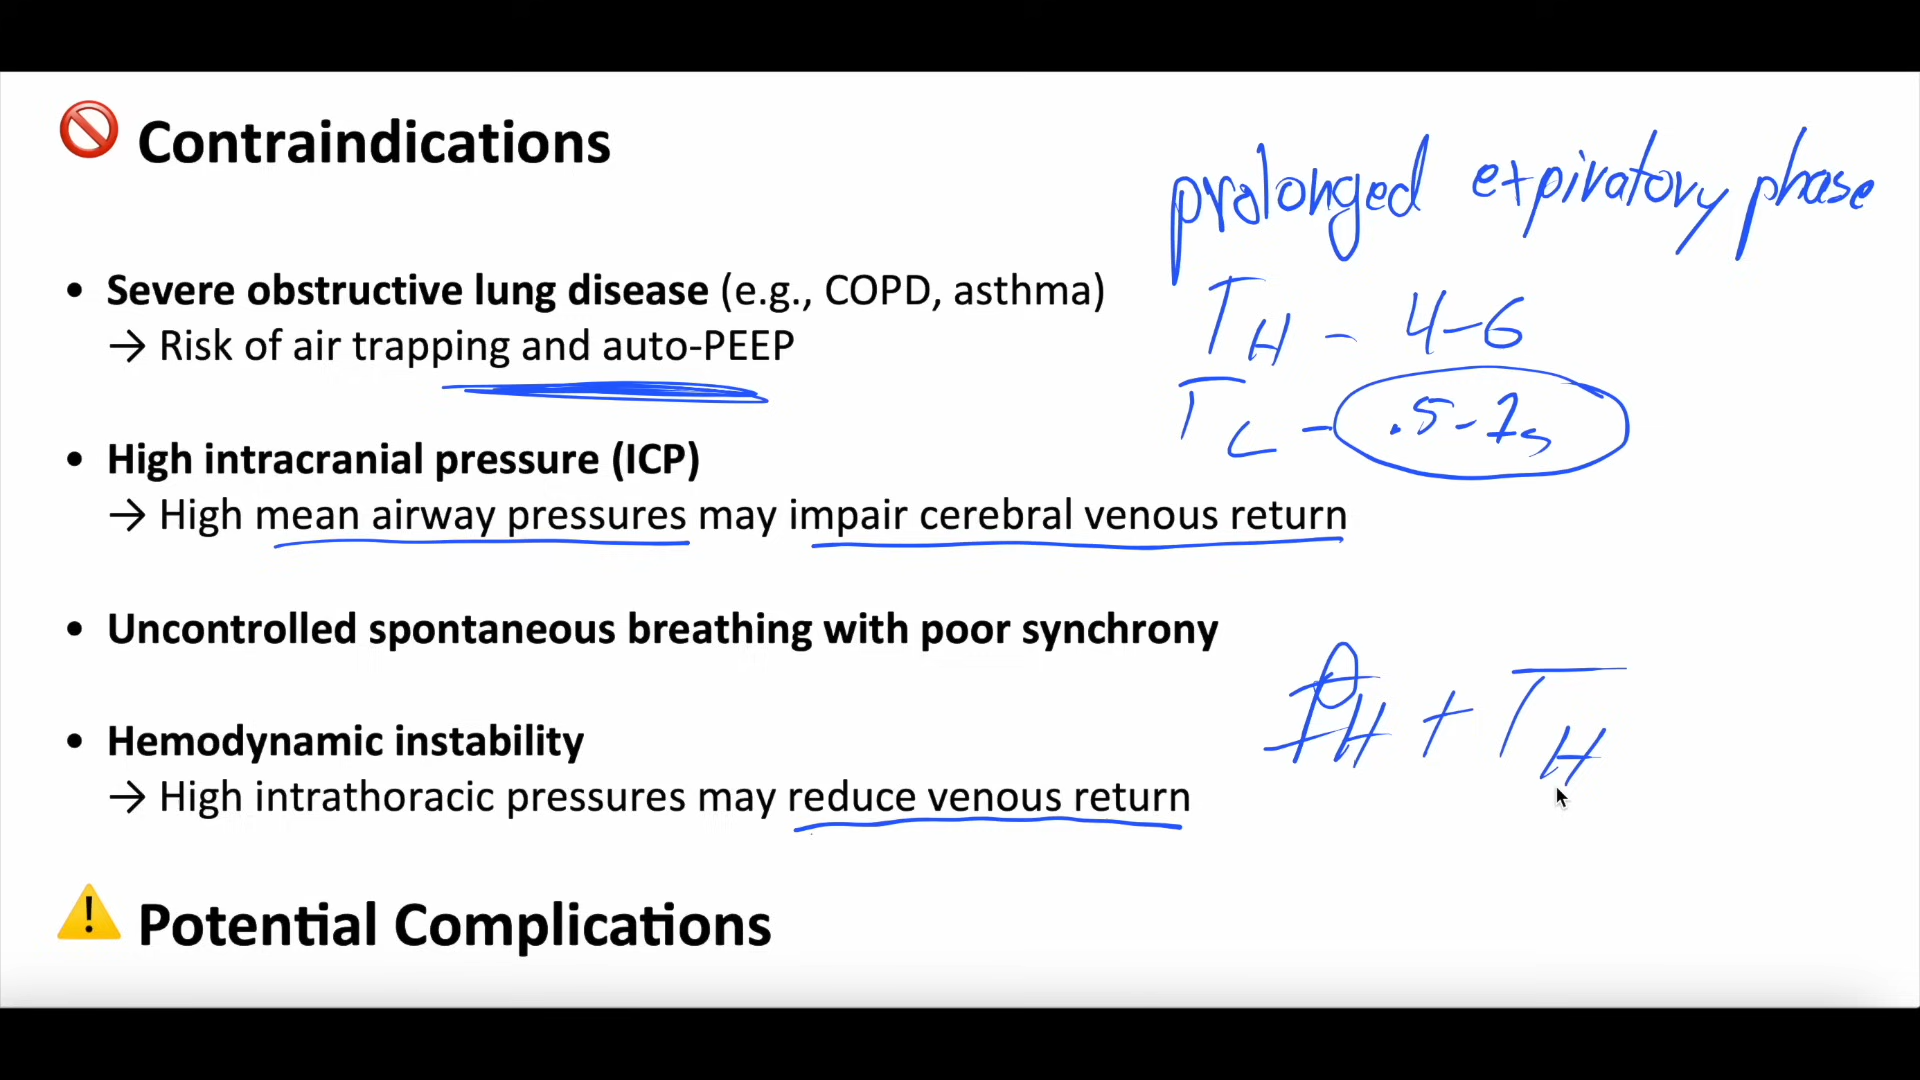 Contraindications
prolonged expiratory phase
• Severe obstructive lung disease (e.g., COPD, asthma)
→ Risk of air trapping and auto-PEEP
TH - 4-6
TL - .5-1s
• High intracranial pressure (ICP)
→ High mean airway pressures may impair cerebral venous return
• Uncontrolled spontaneous breathing with poor synchrony
PH + TH
• Hemodynamic instability
→ High intrathoracic pressures may reduce venous return
Potential Complications